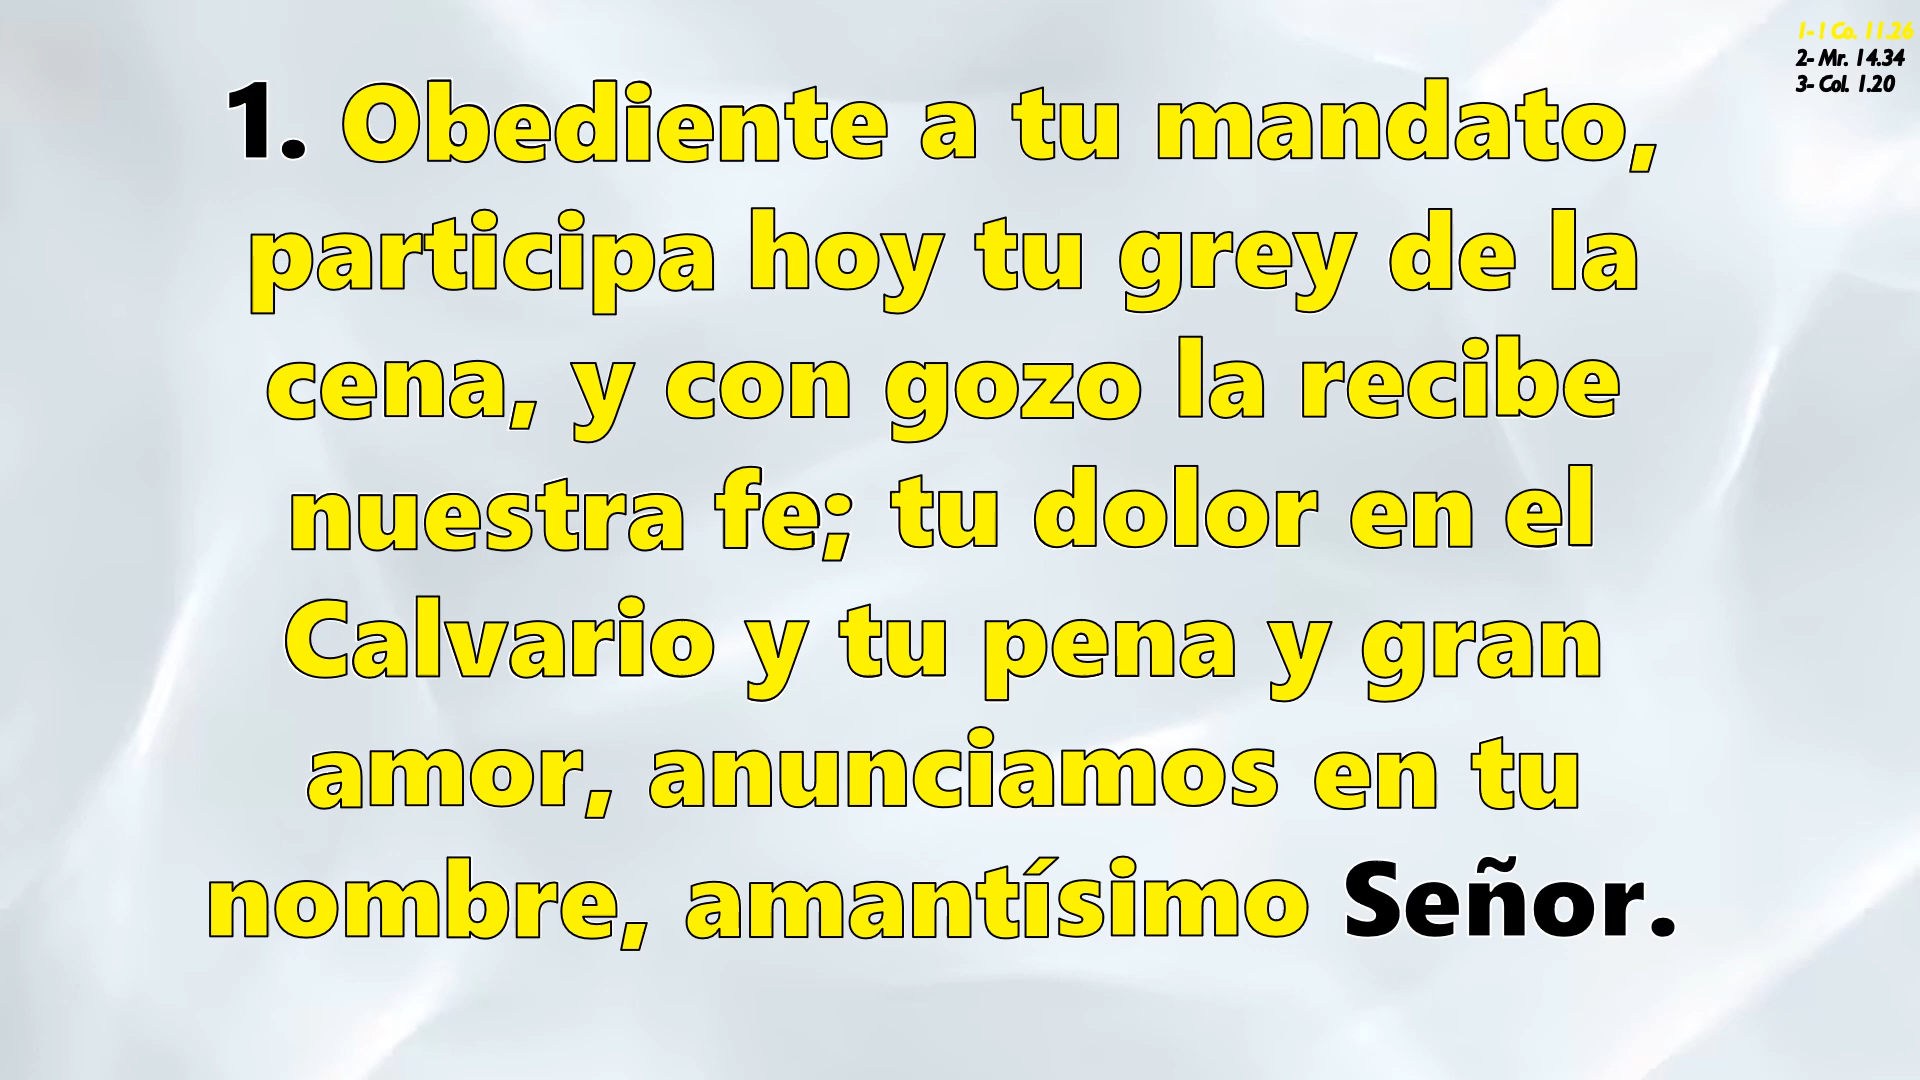 1- 1 Co. 11.26
2- Mr. 14.34
3- Col. 1.20
1. Obediente a tu mandato,
participa hoy tu grey de la
cena, y con gozo la recibe
nuestra fe; tu dolor en el
Calvario y tu pena y gran
amor, anunciamos en tu
nombre, amantísimo Señor.